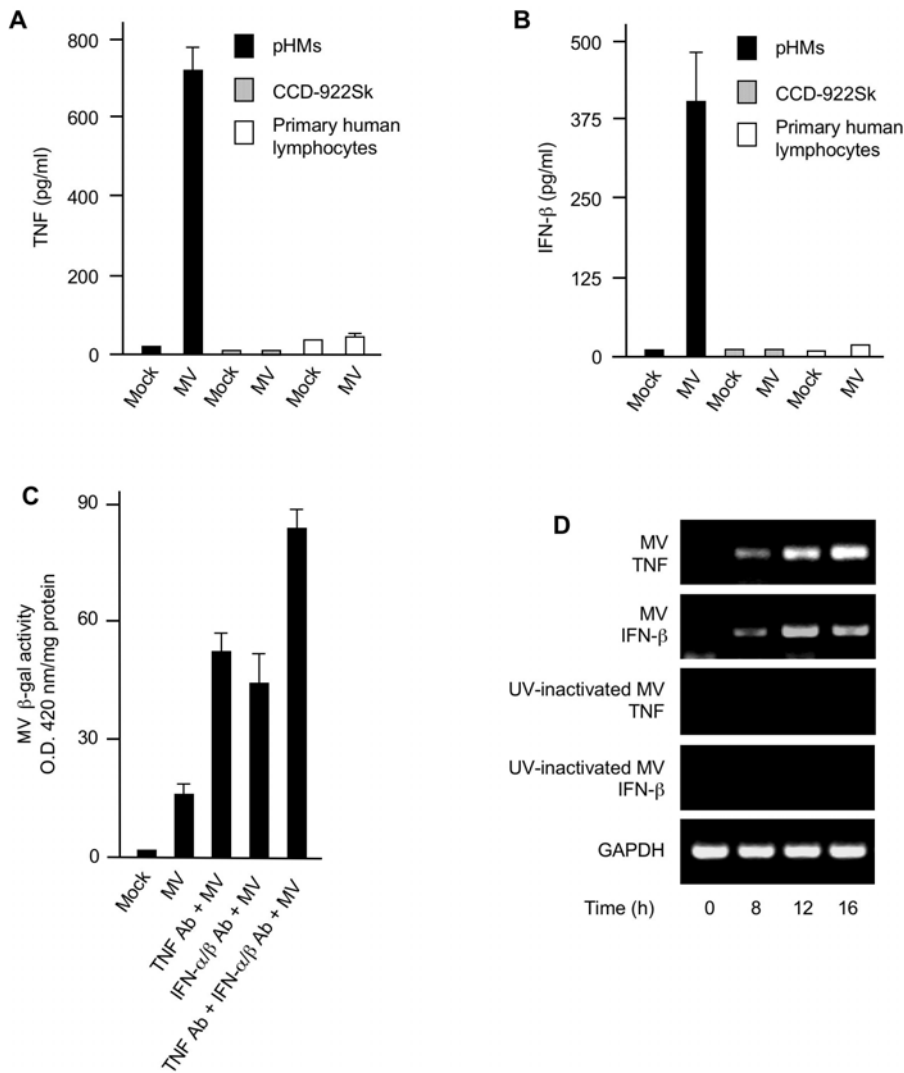 A
TNF (pg/ml)
800
600
400
200
0
pHMs
CCD-922Sk
Primary human
lymphocytes
Mock
MV
Mock
MV
Mock
MV
B
IFN-β (pg/ml)
500
375
250
125
0
pHMs
CCD-922Sk
Primary human
lymphocytes
Mock
MV
Mock
MV
Mock
MV
C
MV β-gal activity
O.D. 420 nm/mg protein
90
60
30
0
Mock
MV
TNF Ab + MV
IFN-α/β Ab + MV
TNF Ab + IFN-α/β Ab + MV
D
MV
TNF
MV
IFN-β
UV-inactivated MV
TNF
UV-inactivated MV
IFN-β
GAPDH
Time (h) 0 8 12 16